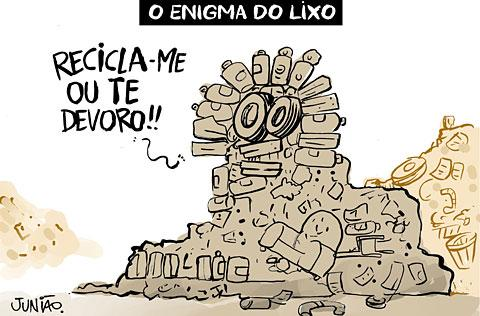 O ENIGMA DO LIXO
RECICLA-ME
OU TE
DEVORO!!
JUNIÃO.